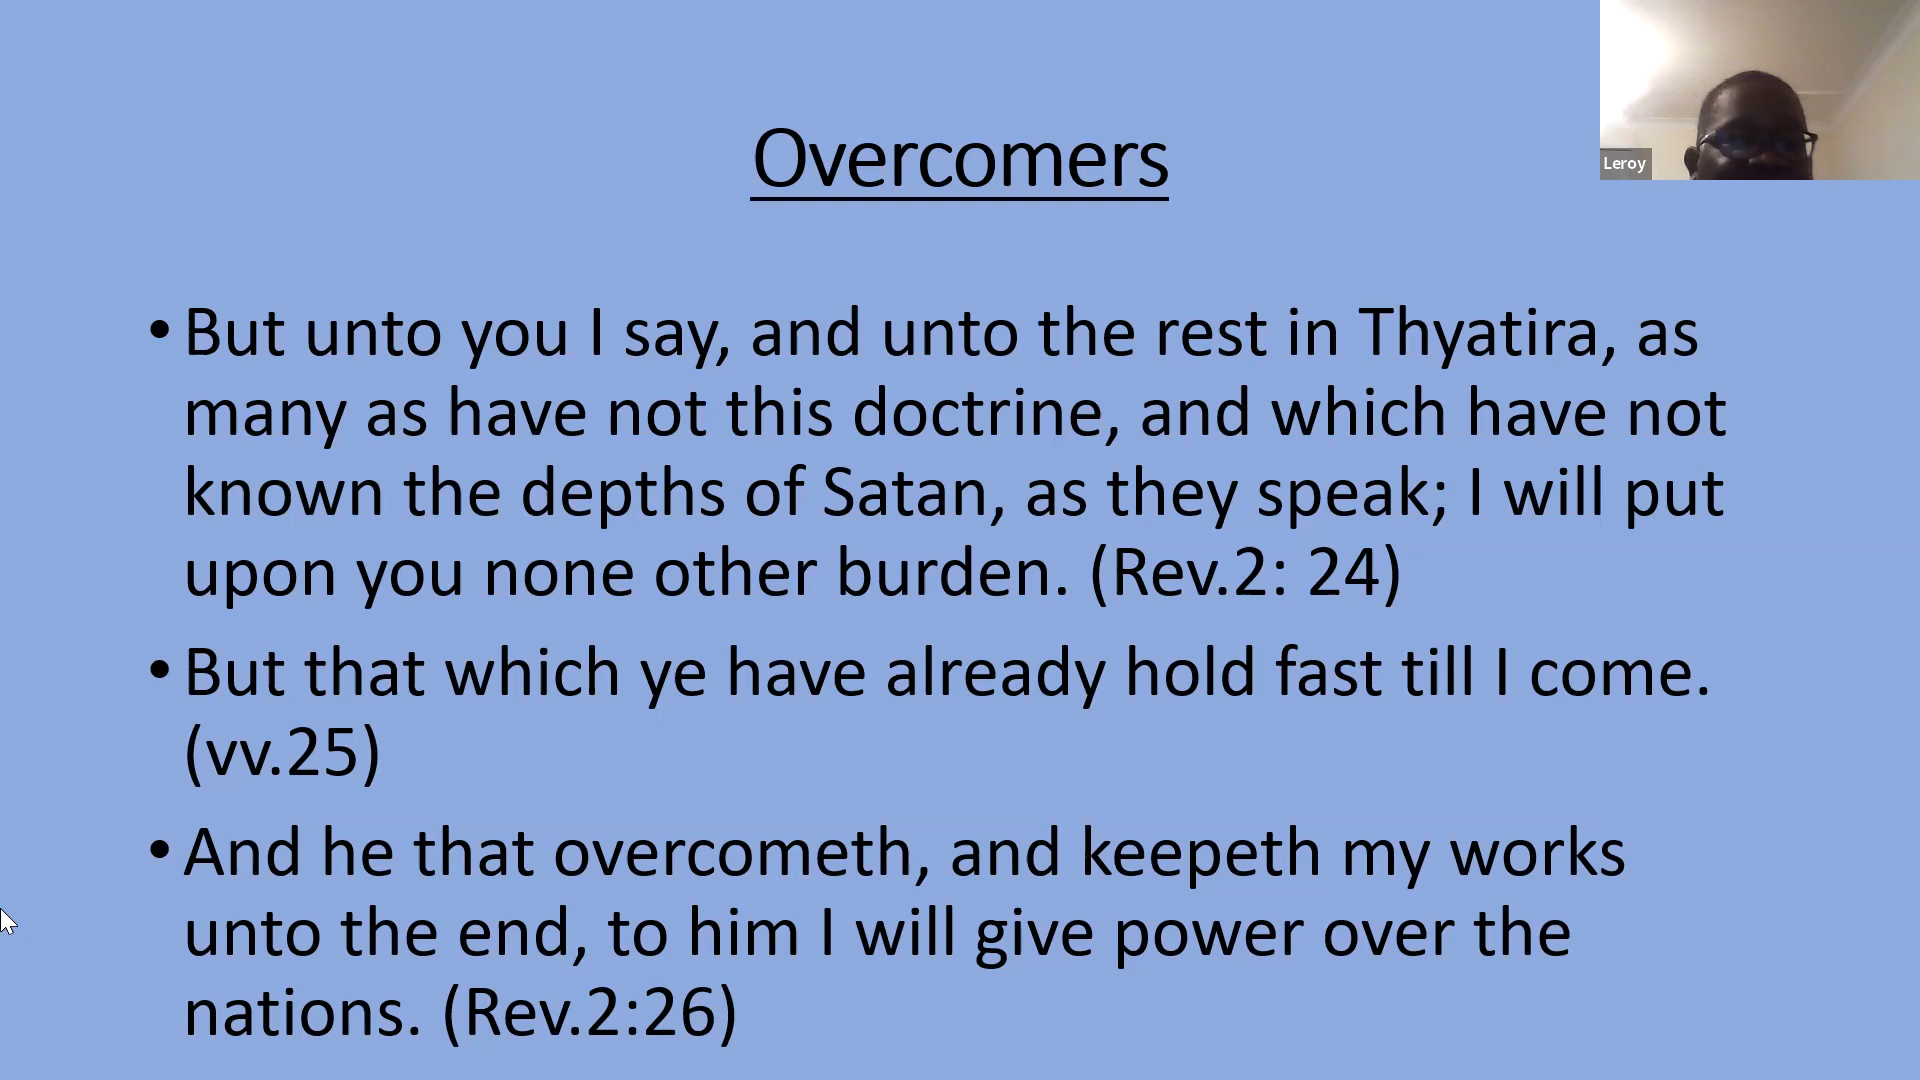 Overcomers
Leroy
• But unto you I say, and unto the rest in Thyatira, as
many as have not this doctrine, and which have not
known the depths of Satan, as they speak; I will put
upon you none other burden. (Rev.2: 24)
• But that which ye have already hold fast till I come.
(vv.25)
• And he that overcometh, and keepeth my works
unto the end, to him I will give power over the
nations. (Rev.2:26)